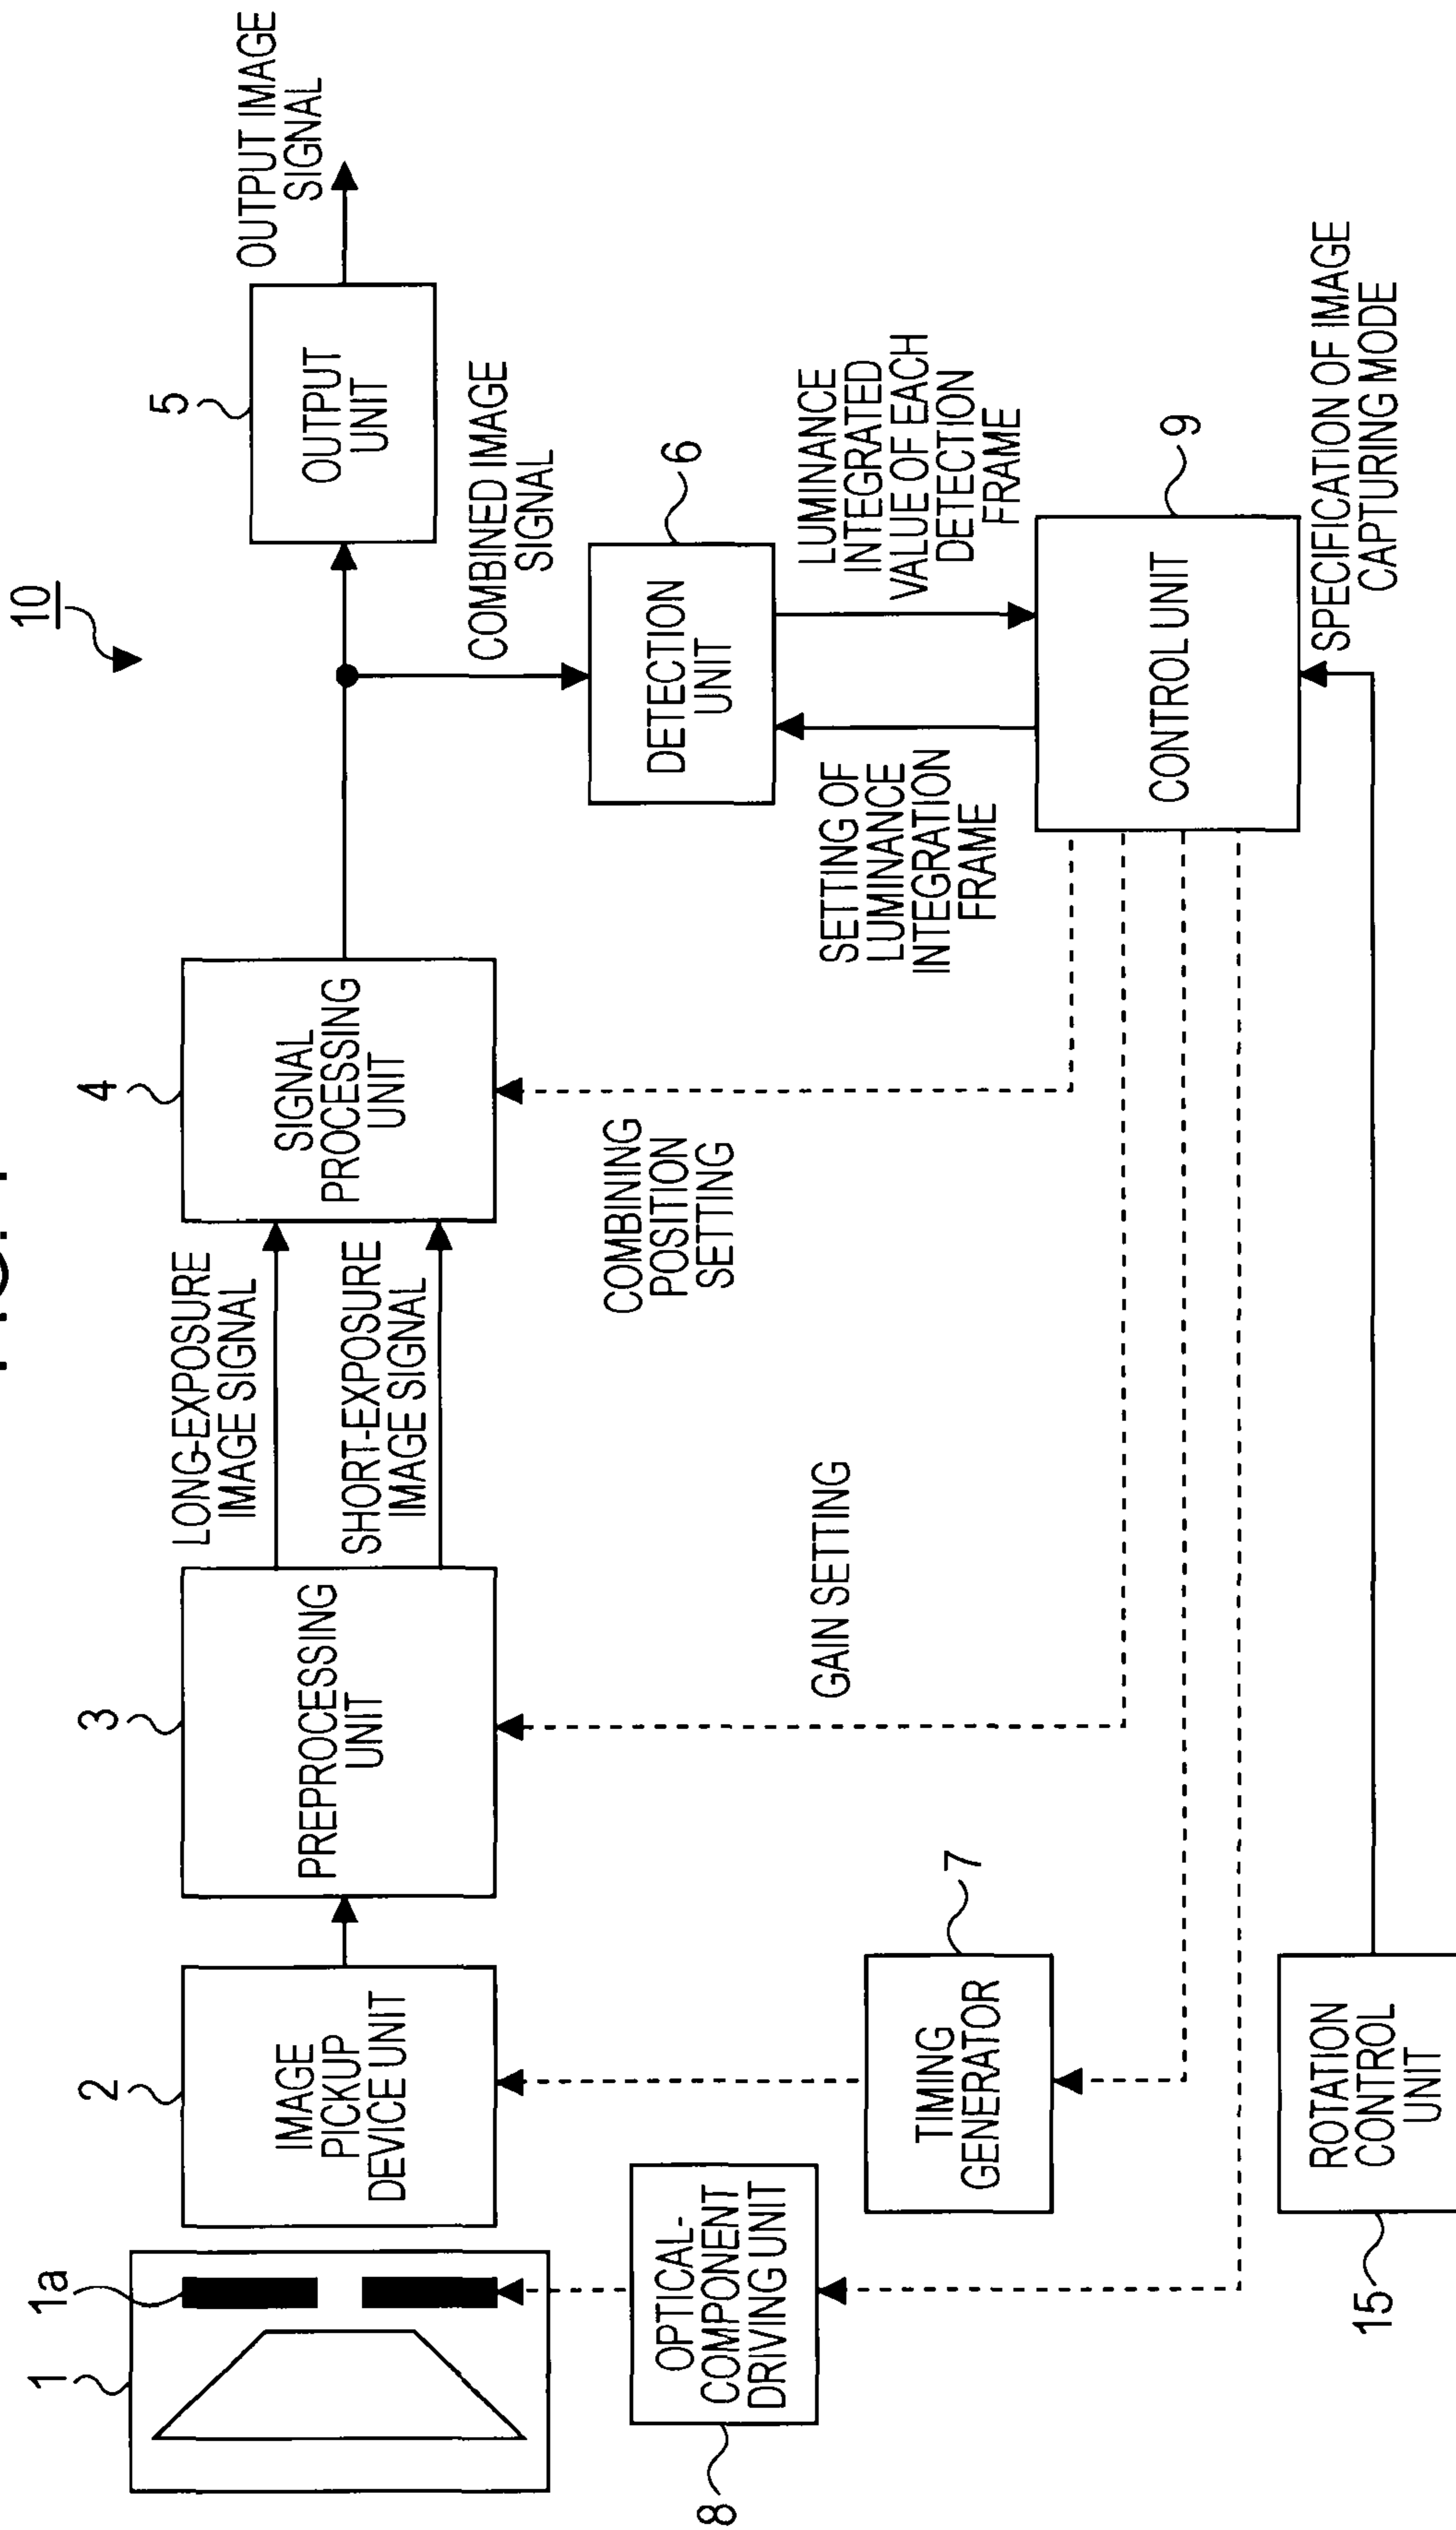 10
1
1a
2
3
4
5
IMAGE
PICKUP
DEVICE UNIT
PREPROCESSING
UNIT
LONG-EXPOSURE
IMAGE SIGNAL
SHORT-EXPOSURE
IMAGE SIGNAL
SIGNAL
PROCESSING
UNIT
OUTPUT
UNIT
OUTPUT IMAGE
SIGNAL
COMBINED IMAGE
SIGNAL
8
OPTICAL-
COMPONENT
DRIVING UNIT
7
TIMING
GENERATOR
GAIN SETTING
COMBINING
POSITION
SETTING
6
DETECTION
UNIT
SETTING OF
LUMINANCE
INTEGRATION
FRAME
LUMINANCE
INTEGRATED
VALUE OF EACH
DETECTION
FRAME
9
CONTROL UNIT
15
ROTATION
CONTROL
UNIT
SPECIFICATION OF IMAGE
CAPTURING MODE